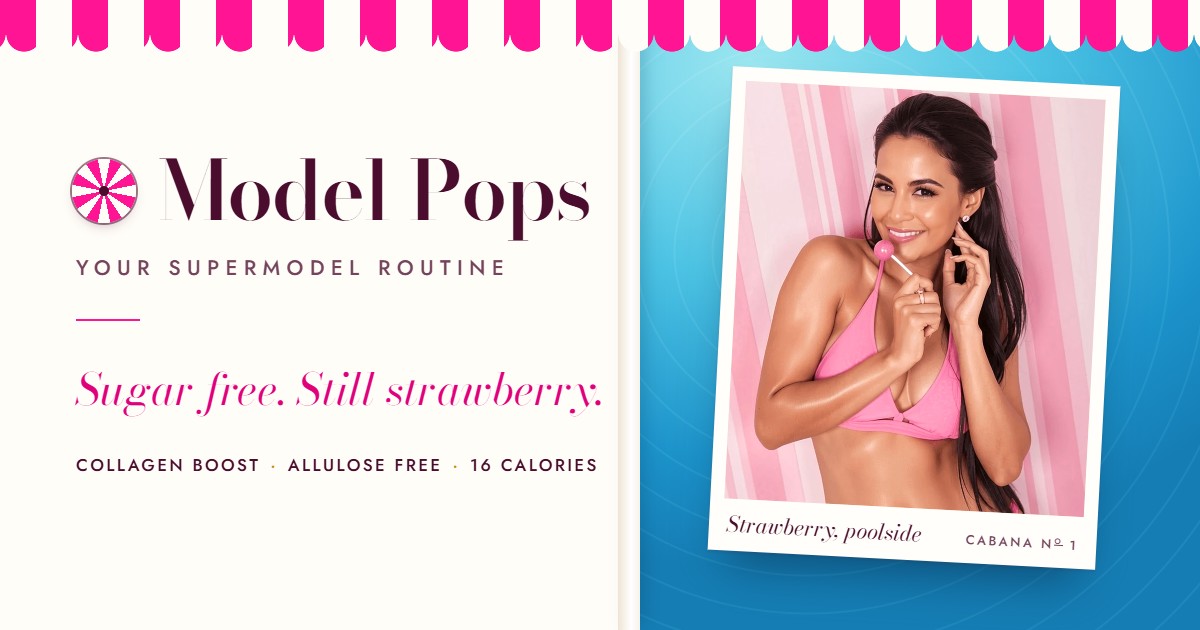 Model Pops
YOUR SUPERMODEL ROUTINE
Sugar free. Still strawberry.
COLLAGEN BOOST · ALLULOSE FREE · 16 CALORIES
Strawberry, poolside
CABANA Nº 1